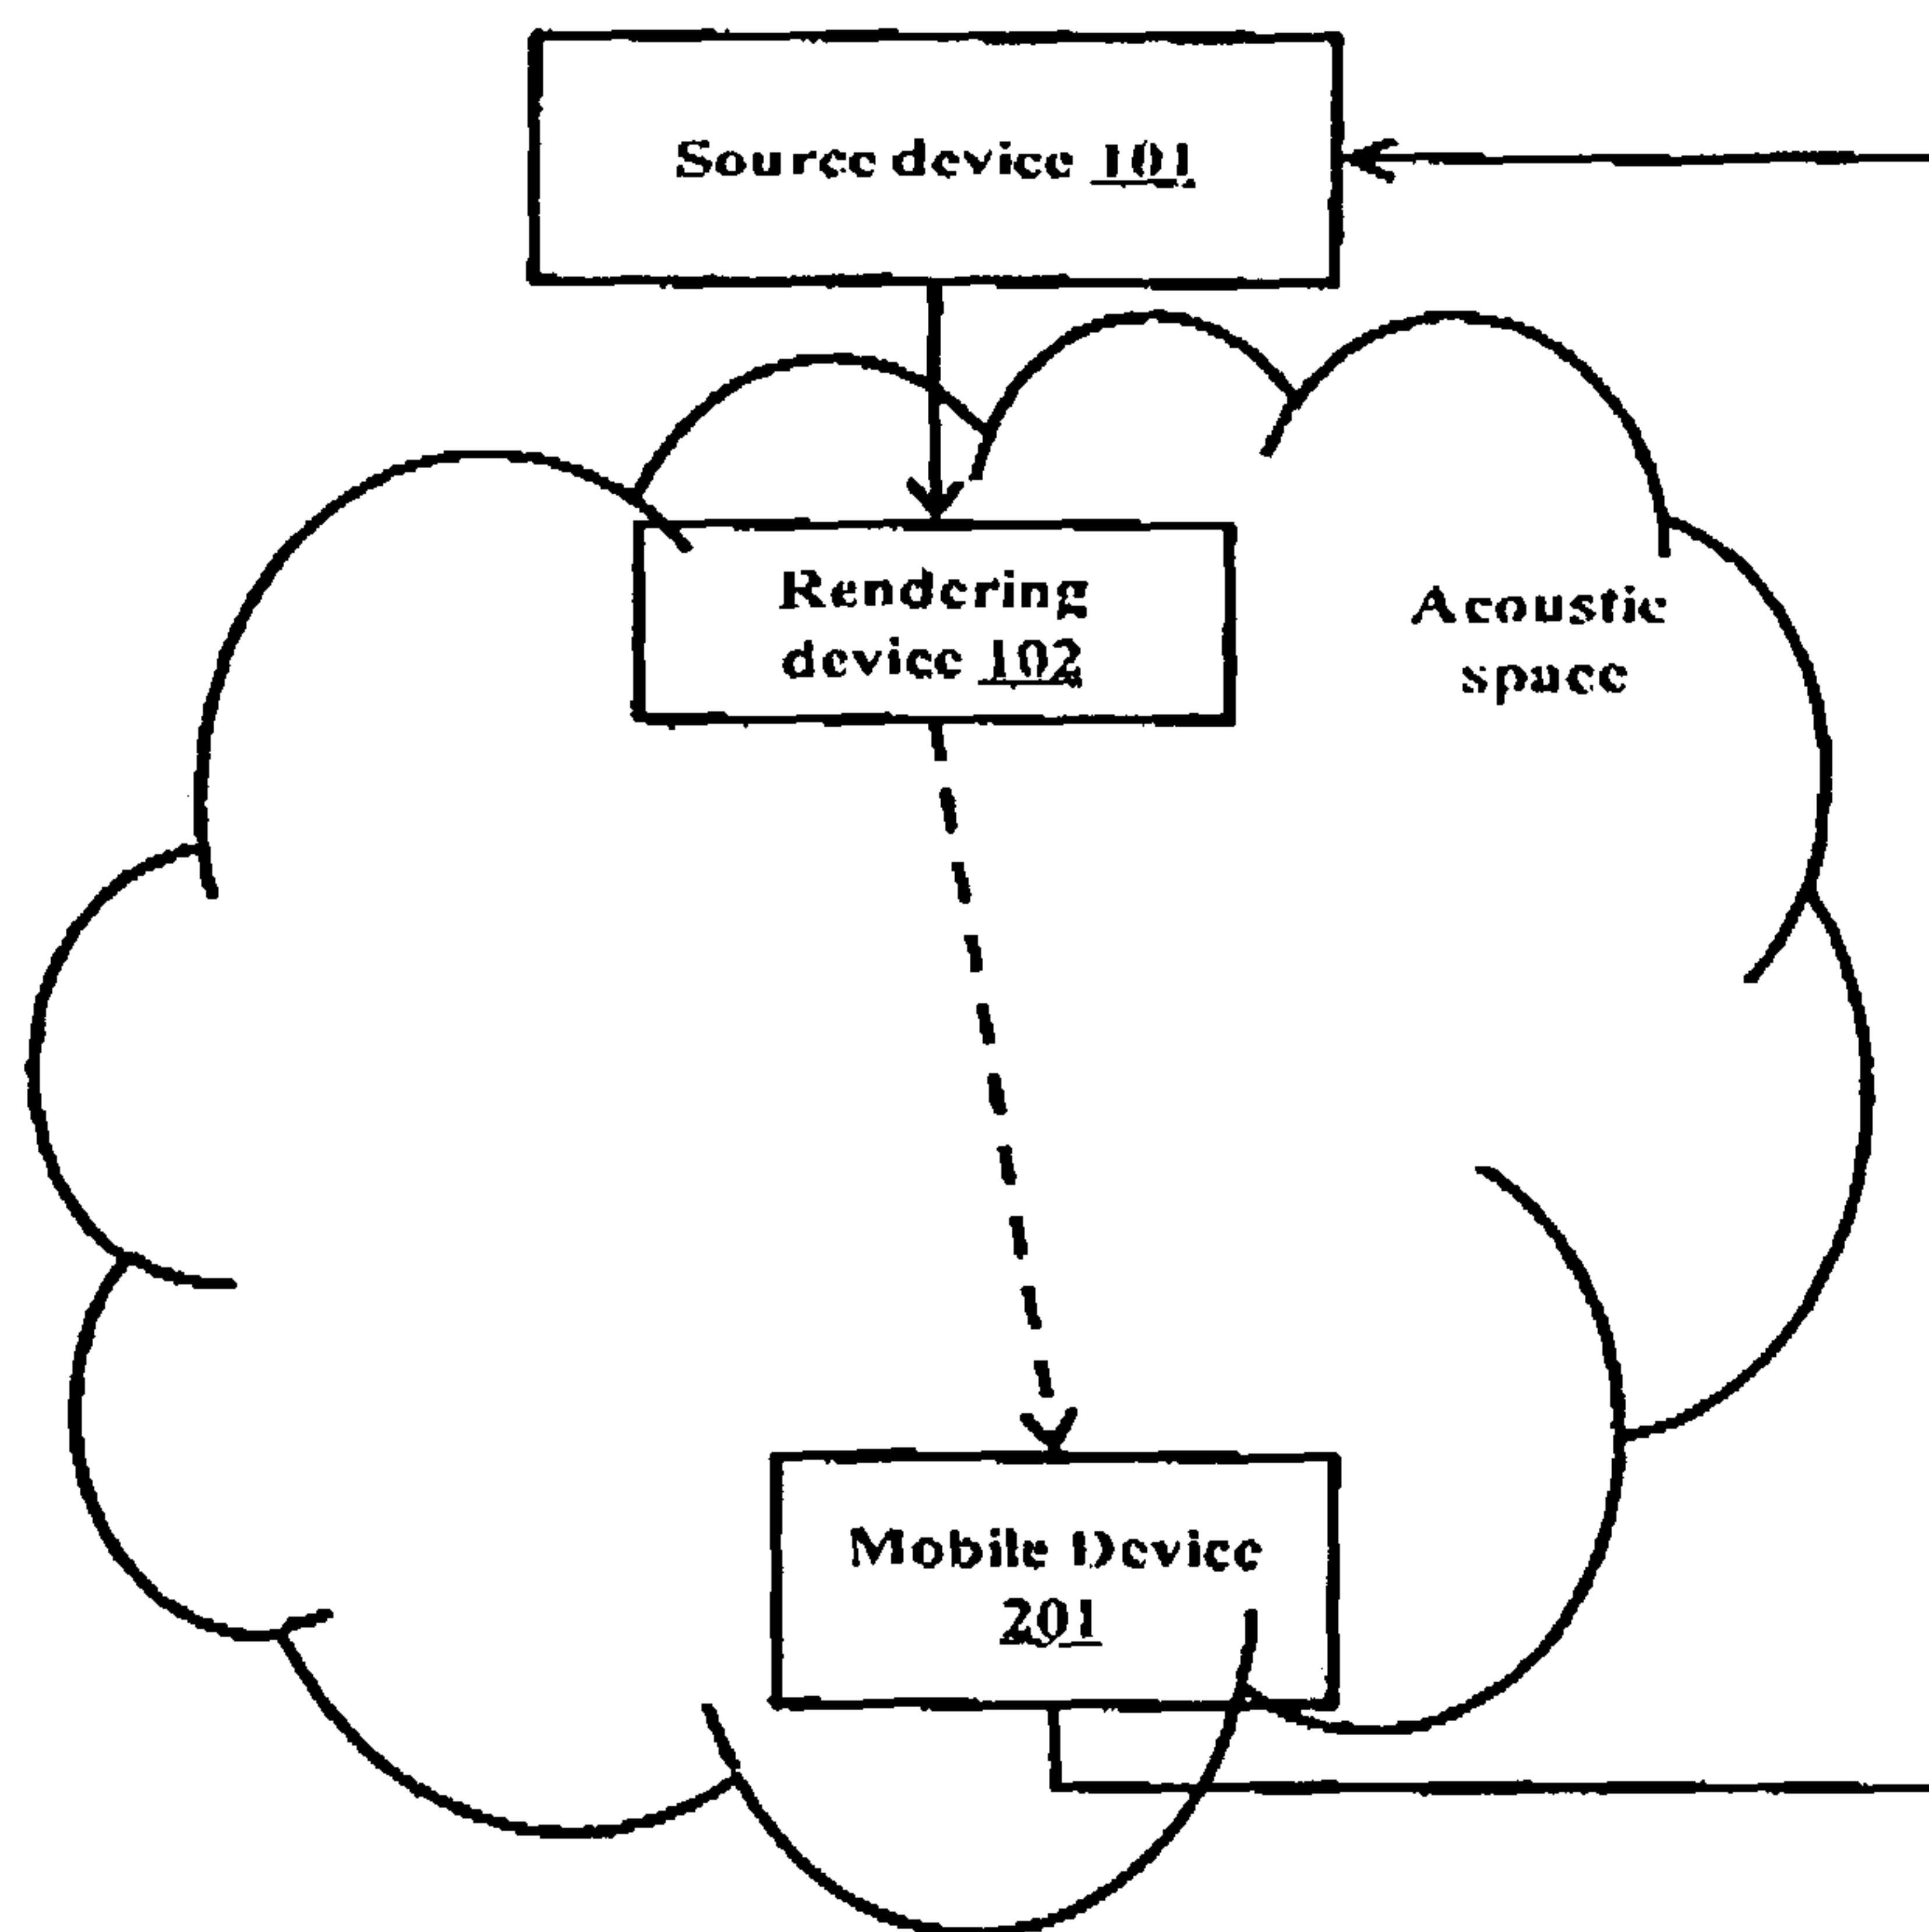 Source device 101
Rendering
device 102
Acoustic
space
Mobile Device
201